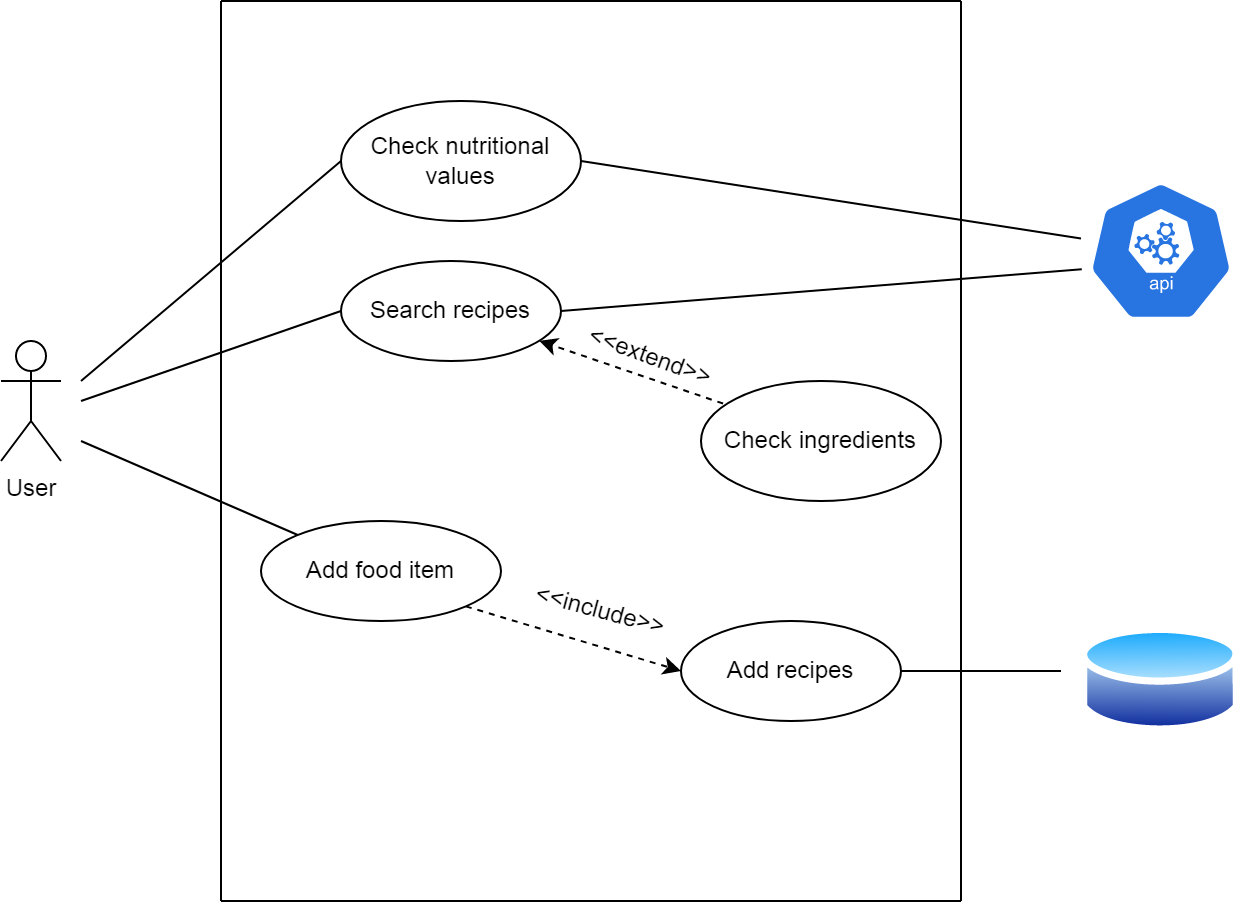 Check nutritional
values
api
Search recipes
<<extend>>
Check ingredients
User
Add food item
<<include>>
Add recipes